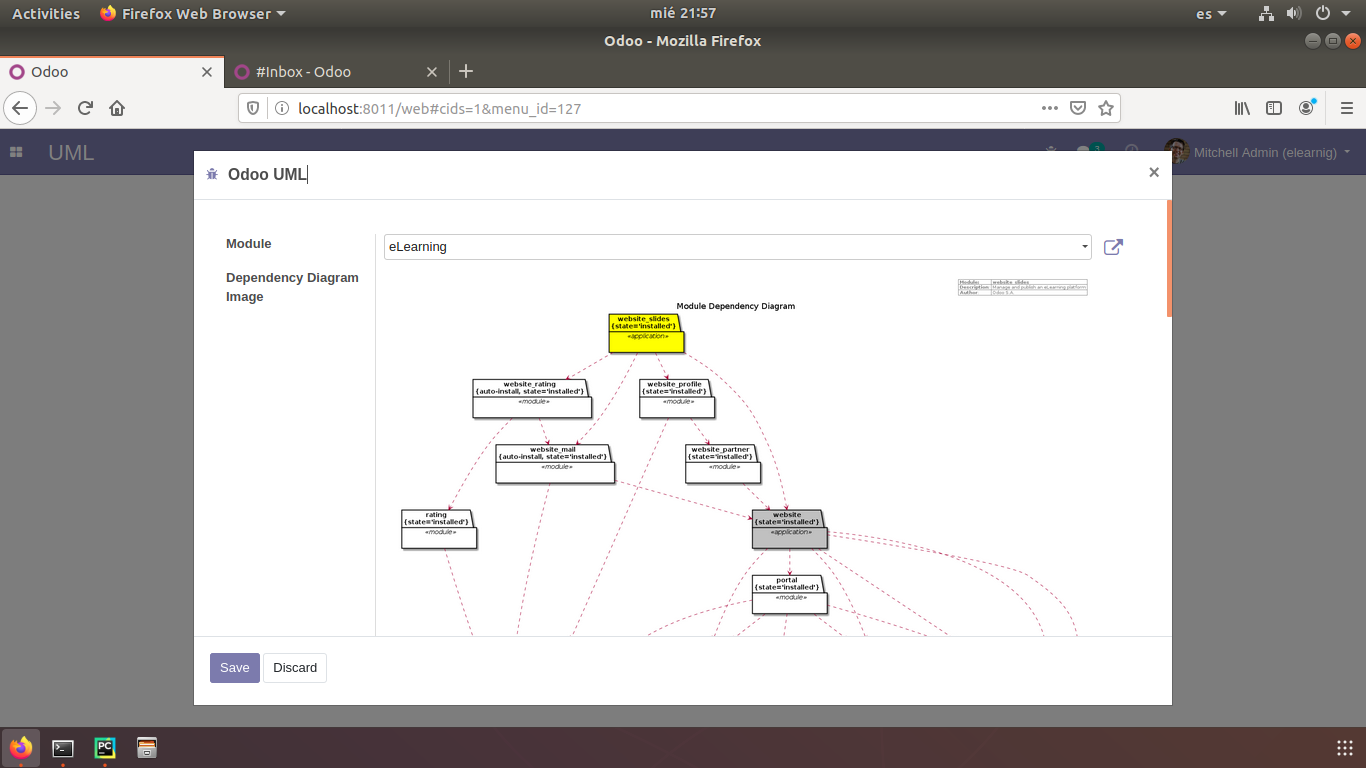 Activities
Firefox Web Browser
mié 21:57
es
Odoo - Mozilla Firefox
Odoo
#Inbox - Odoo
localhost:8011/web#cids=1&menu_id=127
UML
3
Mitchell Admin (elearnig)
Odoo UML
Module
eLearning
Dependency Diagram
Image
Module: website_slides
Description: Manage and publish an eLearning platform
Author: Odoo S.A.
Module Dependency Diagram
website_slides
{state='installed'}
«application»
website_rating
{auto-install, state='installed'}
«module»
website_profile
{state='installed'}
«module»
website_mail
{auto-install, state='installed'}
«module»
website_partner
{state='installed'}
«module»
rating
{state='installed'}
«module»
website
{state='installed'}
«application»
portal
{state='installed'}
«module»
Save
Discard
PC